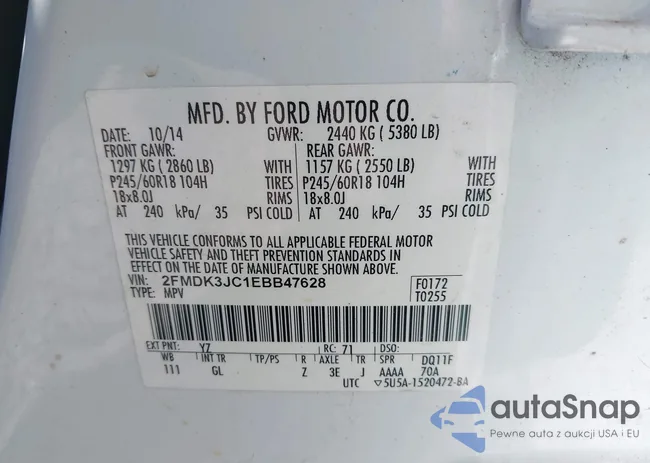 MFD. BY FORD MOTOR CO.
DATE: 10/14 GVWR: 2440 KG ( 5380 LB)
FRONT GAWR: REAR GAWR:
1297 KG ( 2860 LB) WITH 1157 KG ( 2550 LB) WITH
P245/60R18 104H TIRES P245/60R18 104H TIRES
18x8.0J RIMS 18x8.0J RIMS
AT 240 kPa/ 35 PSI COLD AT 240 kPa/ 35 PSI COLD
THIS VEHICLE CONFORMS TO ALL APPLICABLE FEDERAL MOTOR
VEHICLE SAFETY AND THEFT PREVENTION STANDARDS IN
EFFECT ON THE DATE OF MANUFACTURE SHOWN ABOVE.
VIN: 2FMDK3JC1EBB47628 F0172
TYPE: MPV T0255
EXT PNT: Y7 RC: 71 DSO:
WB INT TR TP/PS R AXLE TR SPR DQ11F
111 GL Z 3E J AAAA 70A
UTC ▽5U5A-1520472-BA
autaSnap
Pewne auta z aukcji USA i EU